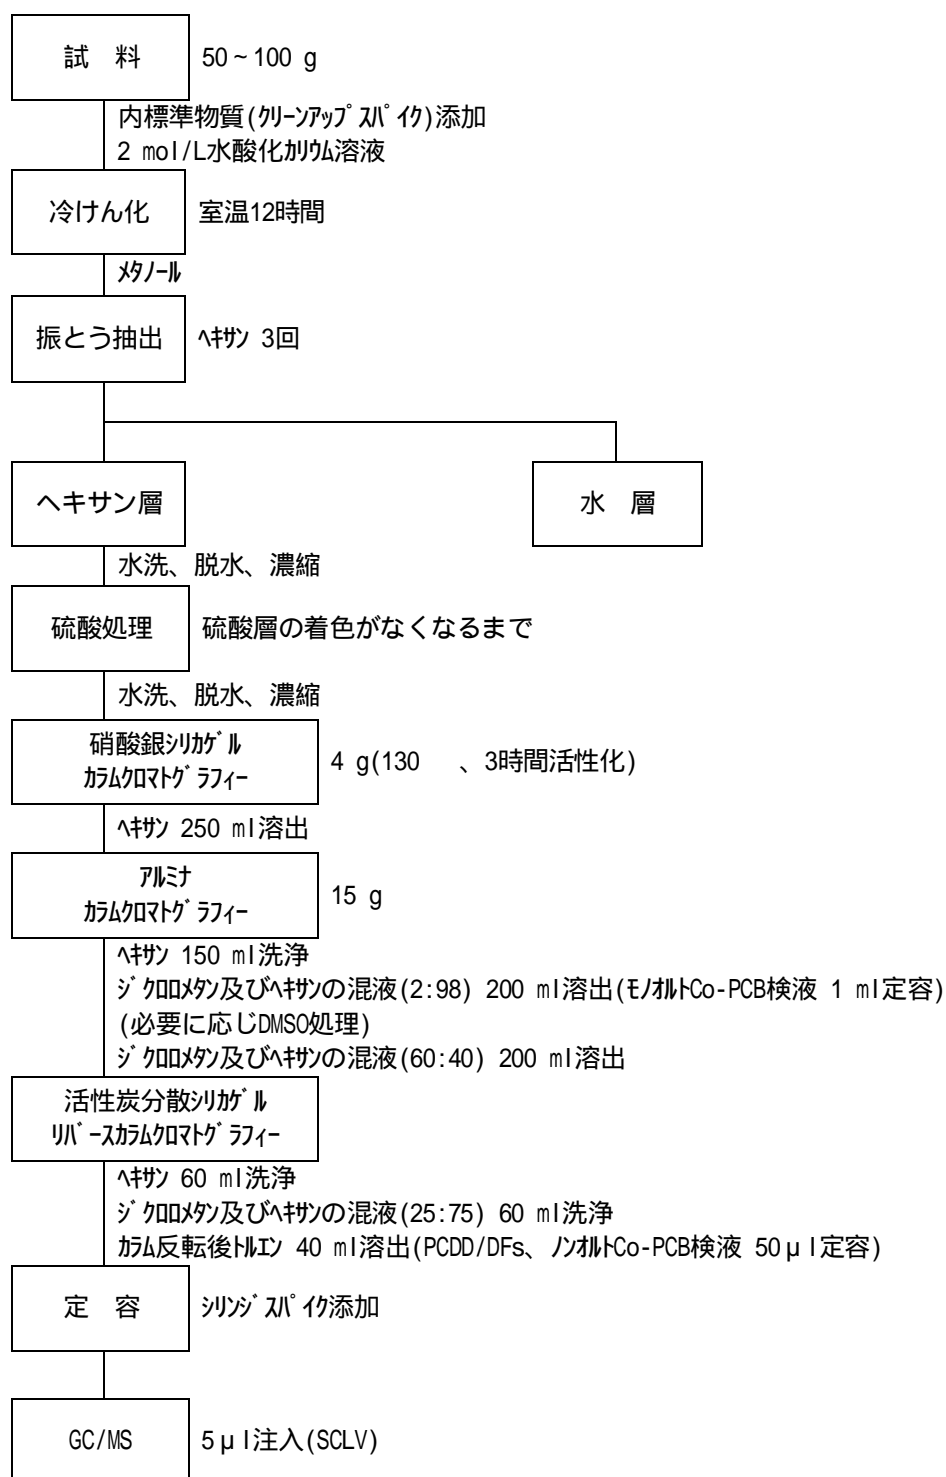 試　料
50～100 g
内標準物質(ｸﾘｰﾝｱｯﾌﾟｽﾊﾟｲｸ)添加
2 mol/L水酸化ｶﾘｳﾑ溶液
冷けん化
室温12時間
ﾒﾀﾉｰﾙ
振とう抽出
ﾍｷｻﾝ 3回
ヘキサン層
水　層
水洗、脱水、濃縮
硫酸処理
硫酸層の着色がなくなるまで
水洗、脱水、濃縮
硝酸銀ｼﾘｶｹﾞﾙ
ｶﾗﾑｸﾛﾏﾄｸﾞﾗﾌｨｰ
4 g(130　、3時間活性化)
ﾍｷｻﾝ 250 ml溶出
ｱﾙﾐﾅ
ｶﾗﾑｸﾛﾏﾄｸﾞﾗﾌｨｰ
15 g
ﾍｷｻﾝ 150 ml洗浄
ｼﾞｸﾛﾛﾒﾀﾝ及びﾍｷｻﾝの混液(2:98) 200 ml溶出(ﾓﾉｵﾙﾄCo-PCB検液 1 ml定容)
(必要に応じDMSO処理)
ｼﾞｸﾛﾛﾒﾀﾝ及びﾍｷｻﾝの混液(60:40) 200 ml溶出
活性炭分散ｼﾘｶｹﾞﾙ
ﾘﾊﾞｰｽｶﾗﾑｸﾛﾏﾄｸﾞﾗﾌｨｰ
ﾍｷｻﾝ 60 ml洗浄
ｼﾞｸﾛﾛﾒﾀﾝ及びﾍｷｻﾝの混液(25:75) 60 ml洗浄
ｶﾗﾑ反転後ﾄﾙｴﾝ 40 ml溶出(PCDD/DFs、ﾉﾝｵﾙﾄCo-PCB検液 50μl定容)
定　容
ｼﾘﾝｼﾞｽﾊﾟｲｸ添加
GC/MS
5μl注入(SCLV)